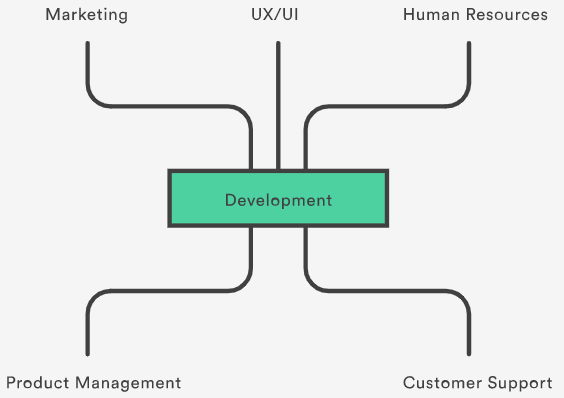 Marketing
UX/UI
Human Resources
Development
Product Management
Customer Support